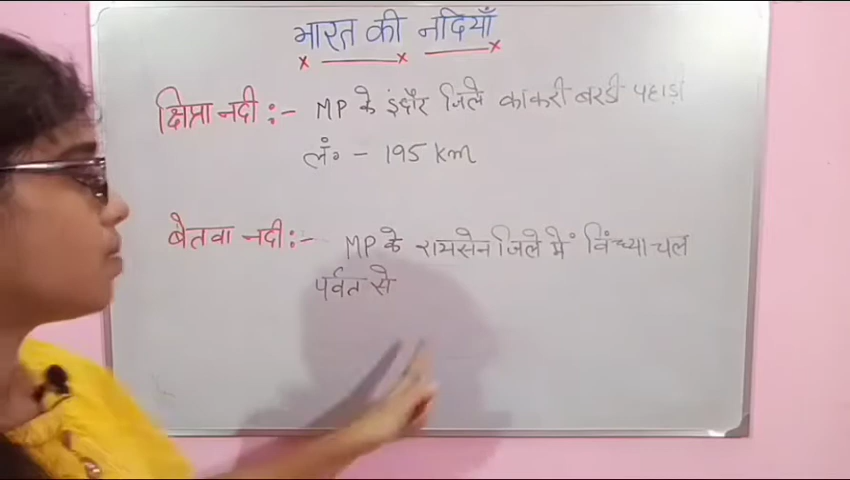 भारत की नदियाँ
क्षिप्रा नदी :- MP के इंदौर जिले काकरी बरडी पहाड़ी
लं० - 195 km
बेतवा नदी :- MP के रायसेन जिले में विंध्याचल
पर्वत से